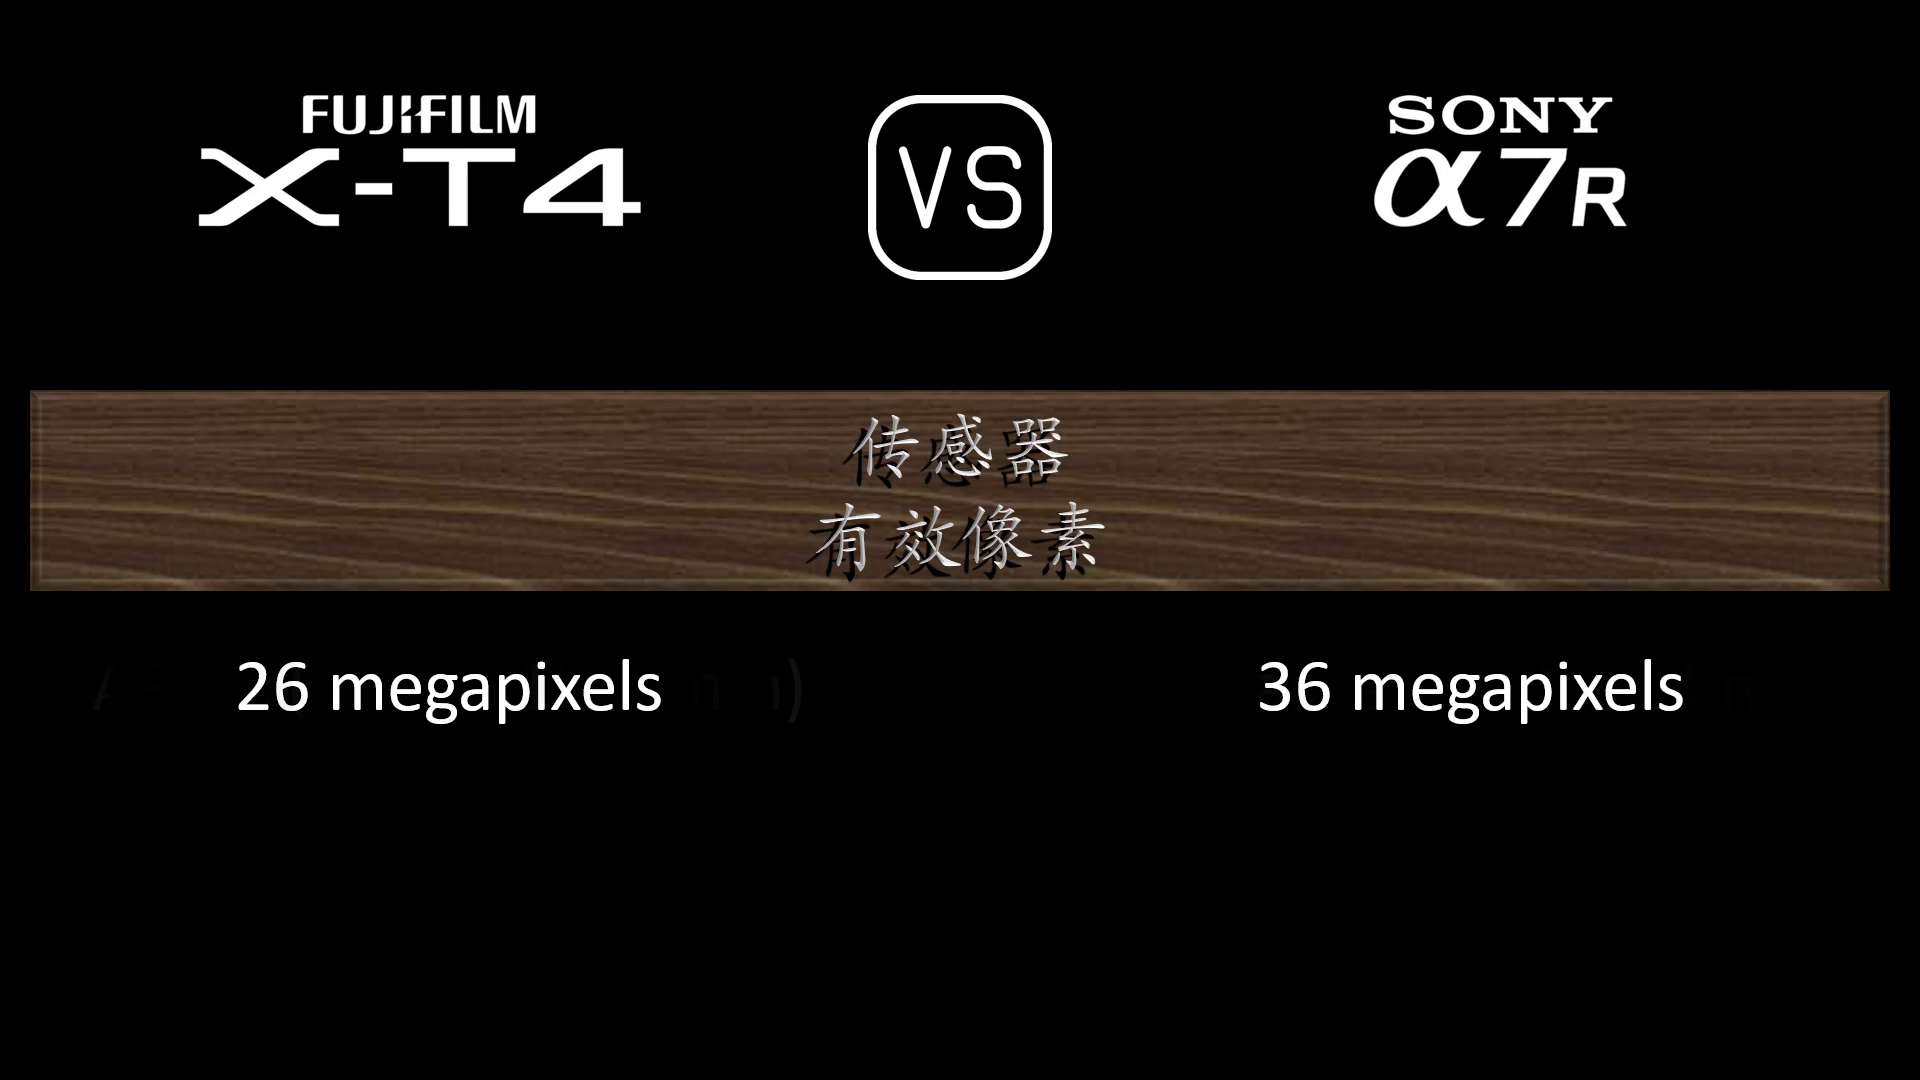 FUJIFILM
X-T4
VS
SONY
α7R
传感器
有效像素
26 megapixels
36 megapixels